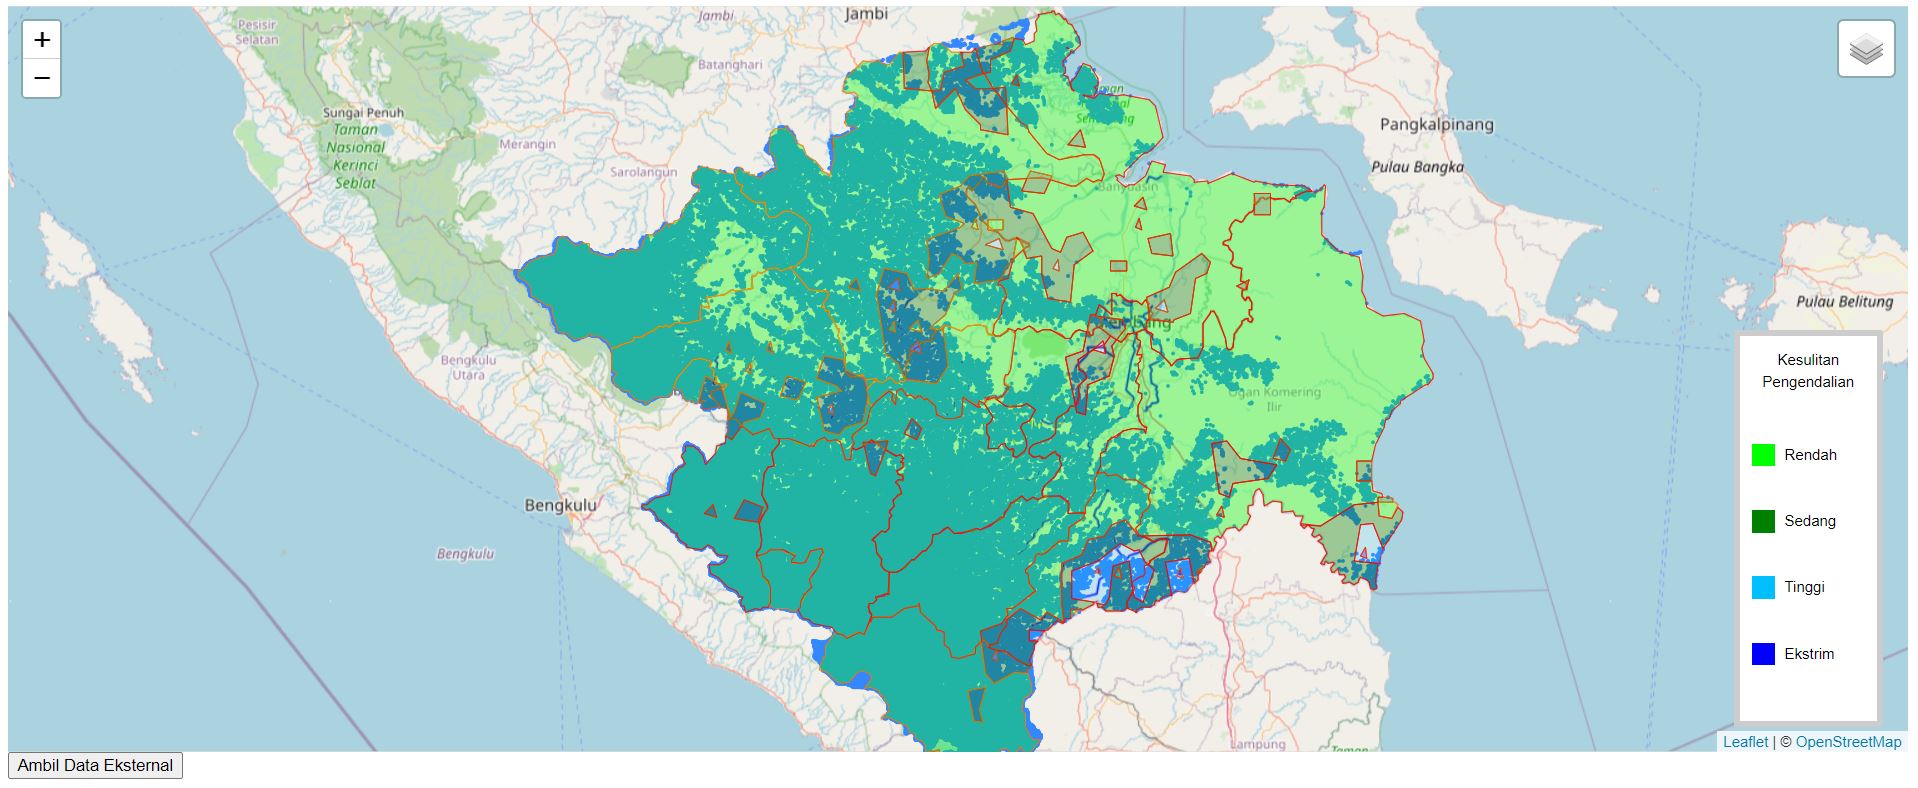 +
−
Pesisir
Selatan
Jambi
Jambi
Batanghari
Sungai Penuh
Taman
Nasional
Kerinci
Seblat
Merangin
Sarolangun
Pangkalpinang
Pulau Bangka
Banyuasin
Pulau Belitung
Bengkulu
Utara
Ogan Komering
Ilir
Bengkulu
Bengkulu
Lampung
Taman
Kesulitan
Pengendalian
Rendah
Sedang
Tinggi
Ekstrim
Leaflet | © OpenStreetMap
Ambil Data Eksternal